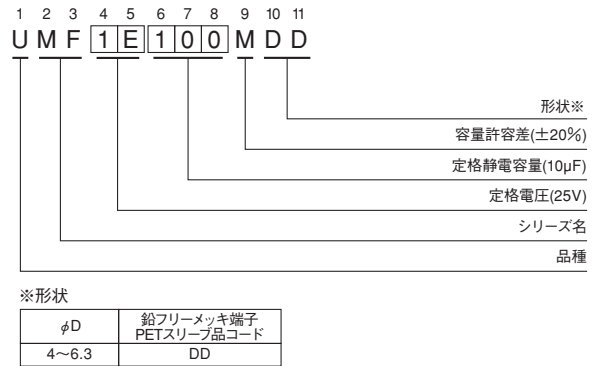 1 2 3 4 5 6 7 8 9 10 11
U M F 1 E 1 0 0 M D D
形状※
容量許容差(±20%)
定格静電容量(10µF)
定格電圧(25V)
シリーズ名
品種
※形状
φD
鉛フリーメッキ端子
PETスリーブ品コード
4～6.3 DD